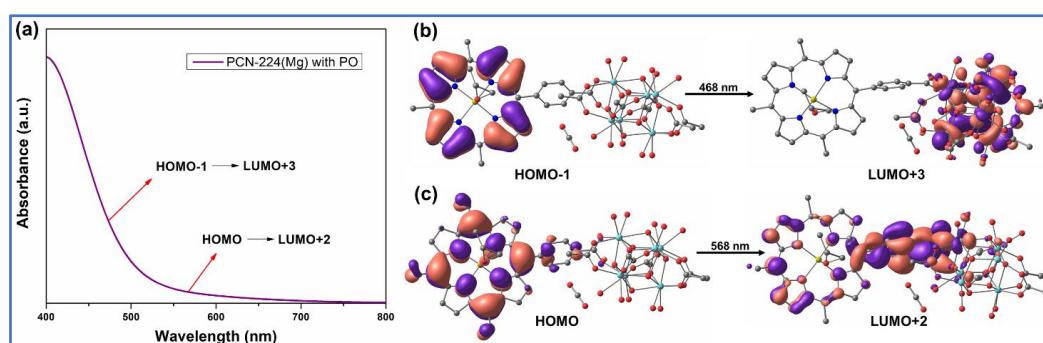 (a)
PCN-224(Mg) with PO
HOMO-1 → LUMO+3
HOMO → LUMO+2
Absorbance (a.u.)
400 500 600 700 800
Wavelength (nm)
(b)
468 nm
HOMO-1 LUMO+3
(c)
568 nm
HOMO LUMO+2